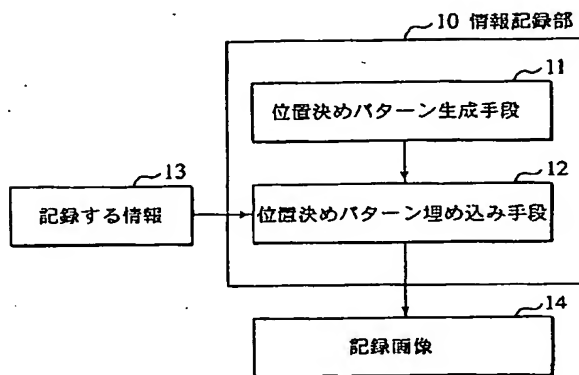 10 情報記録部
11
位置決めパターン生成手段
12
13
記録する情報
位置決めパターン埋め込み手段
14
記録画像